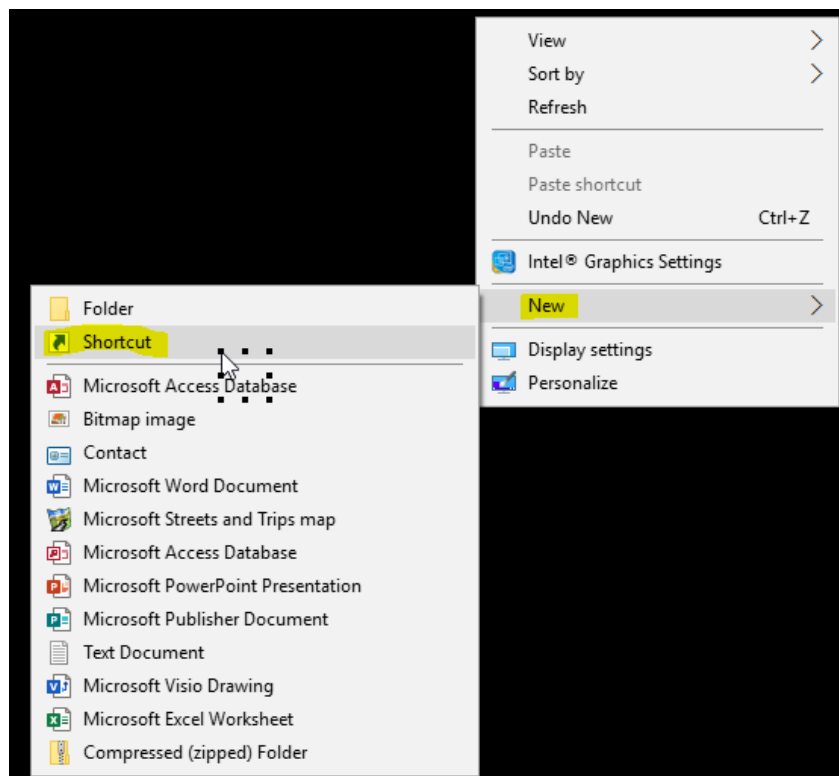 View
Sort by
Refresh
Paste
Paste shortcut
Undo New Ctrl+Z
Intel® Graphics Settings
New
Display settings
Personalize
Folder
Shortcut
Microsoft Access Database
Bitmap image
Contact
Microsoft Word Document
Microsoft Streets and Trips map
Microsoft Access Database
Microsoft PowerPoint Presentation
Microsoft Publisher Document
Text Document
Microsoft Visio Drawing
Microsoft Excel Worksheet
Compressed (zipped) Folder